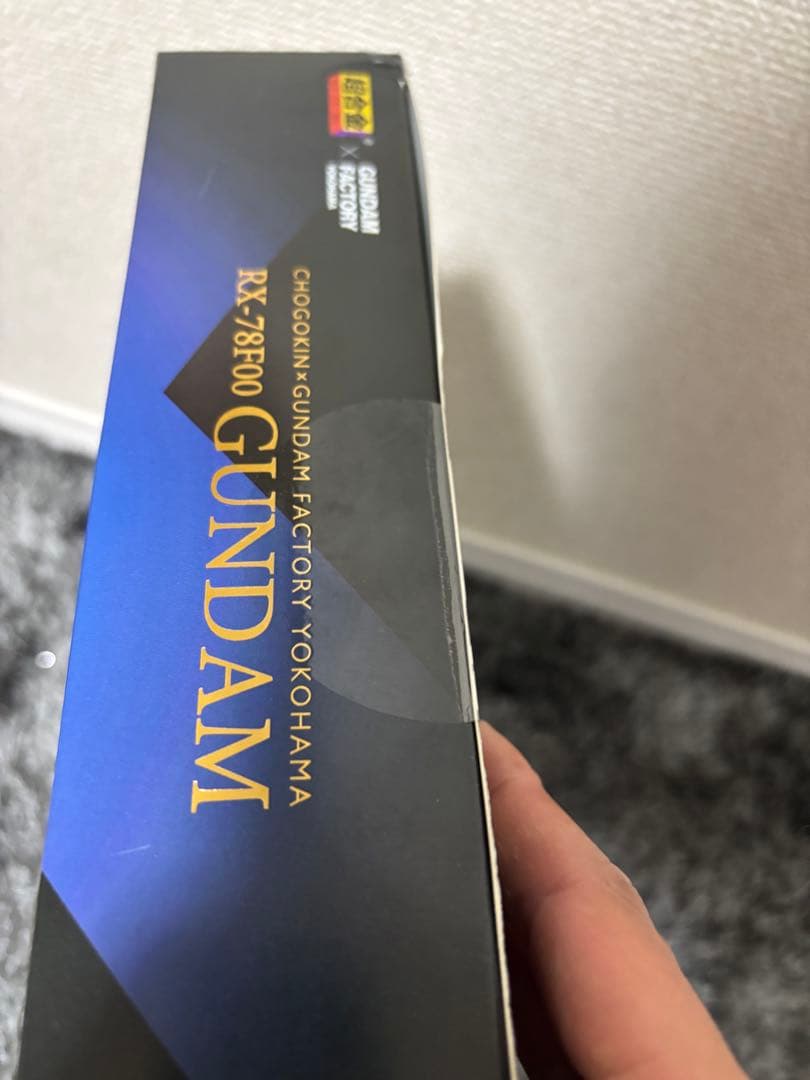 超合金
×
GUNDAM
FACTORY
YOKOHAMA
CHOGOKIN×GUNDAM FACTORY YOKOHAMA
RX-78F00 GUNDAM